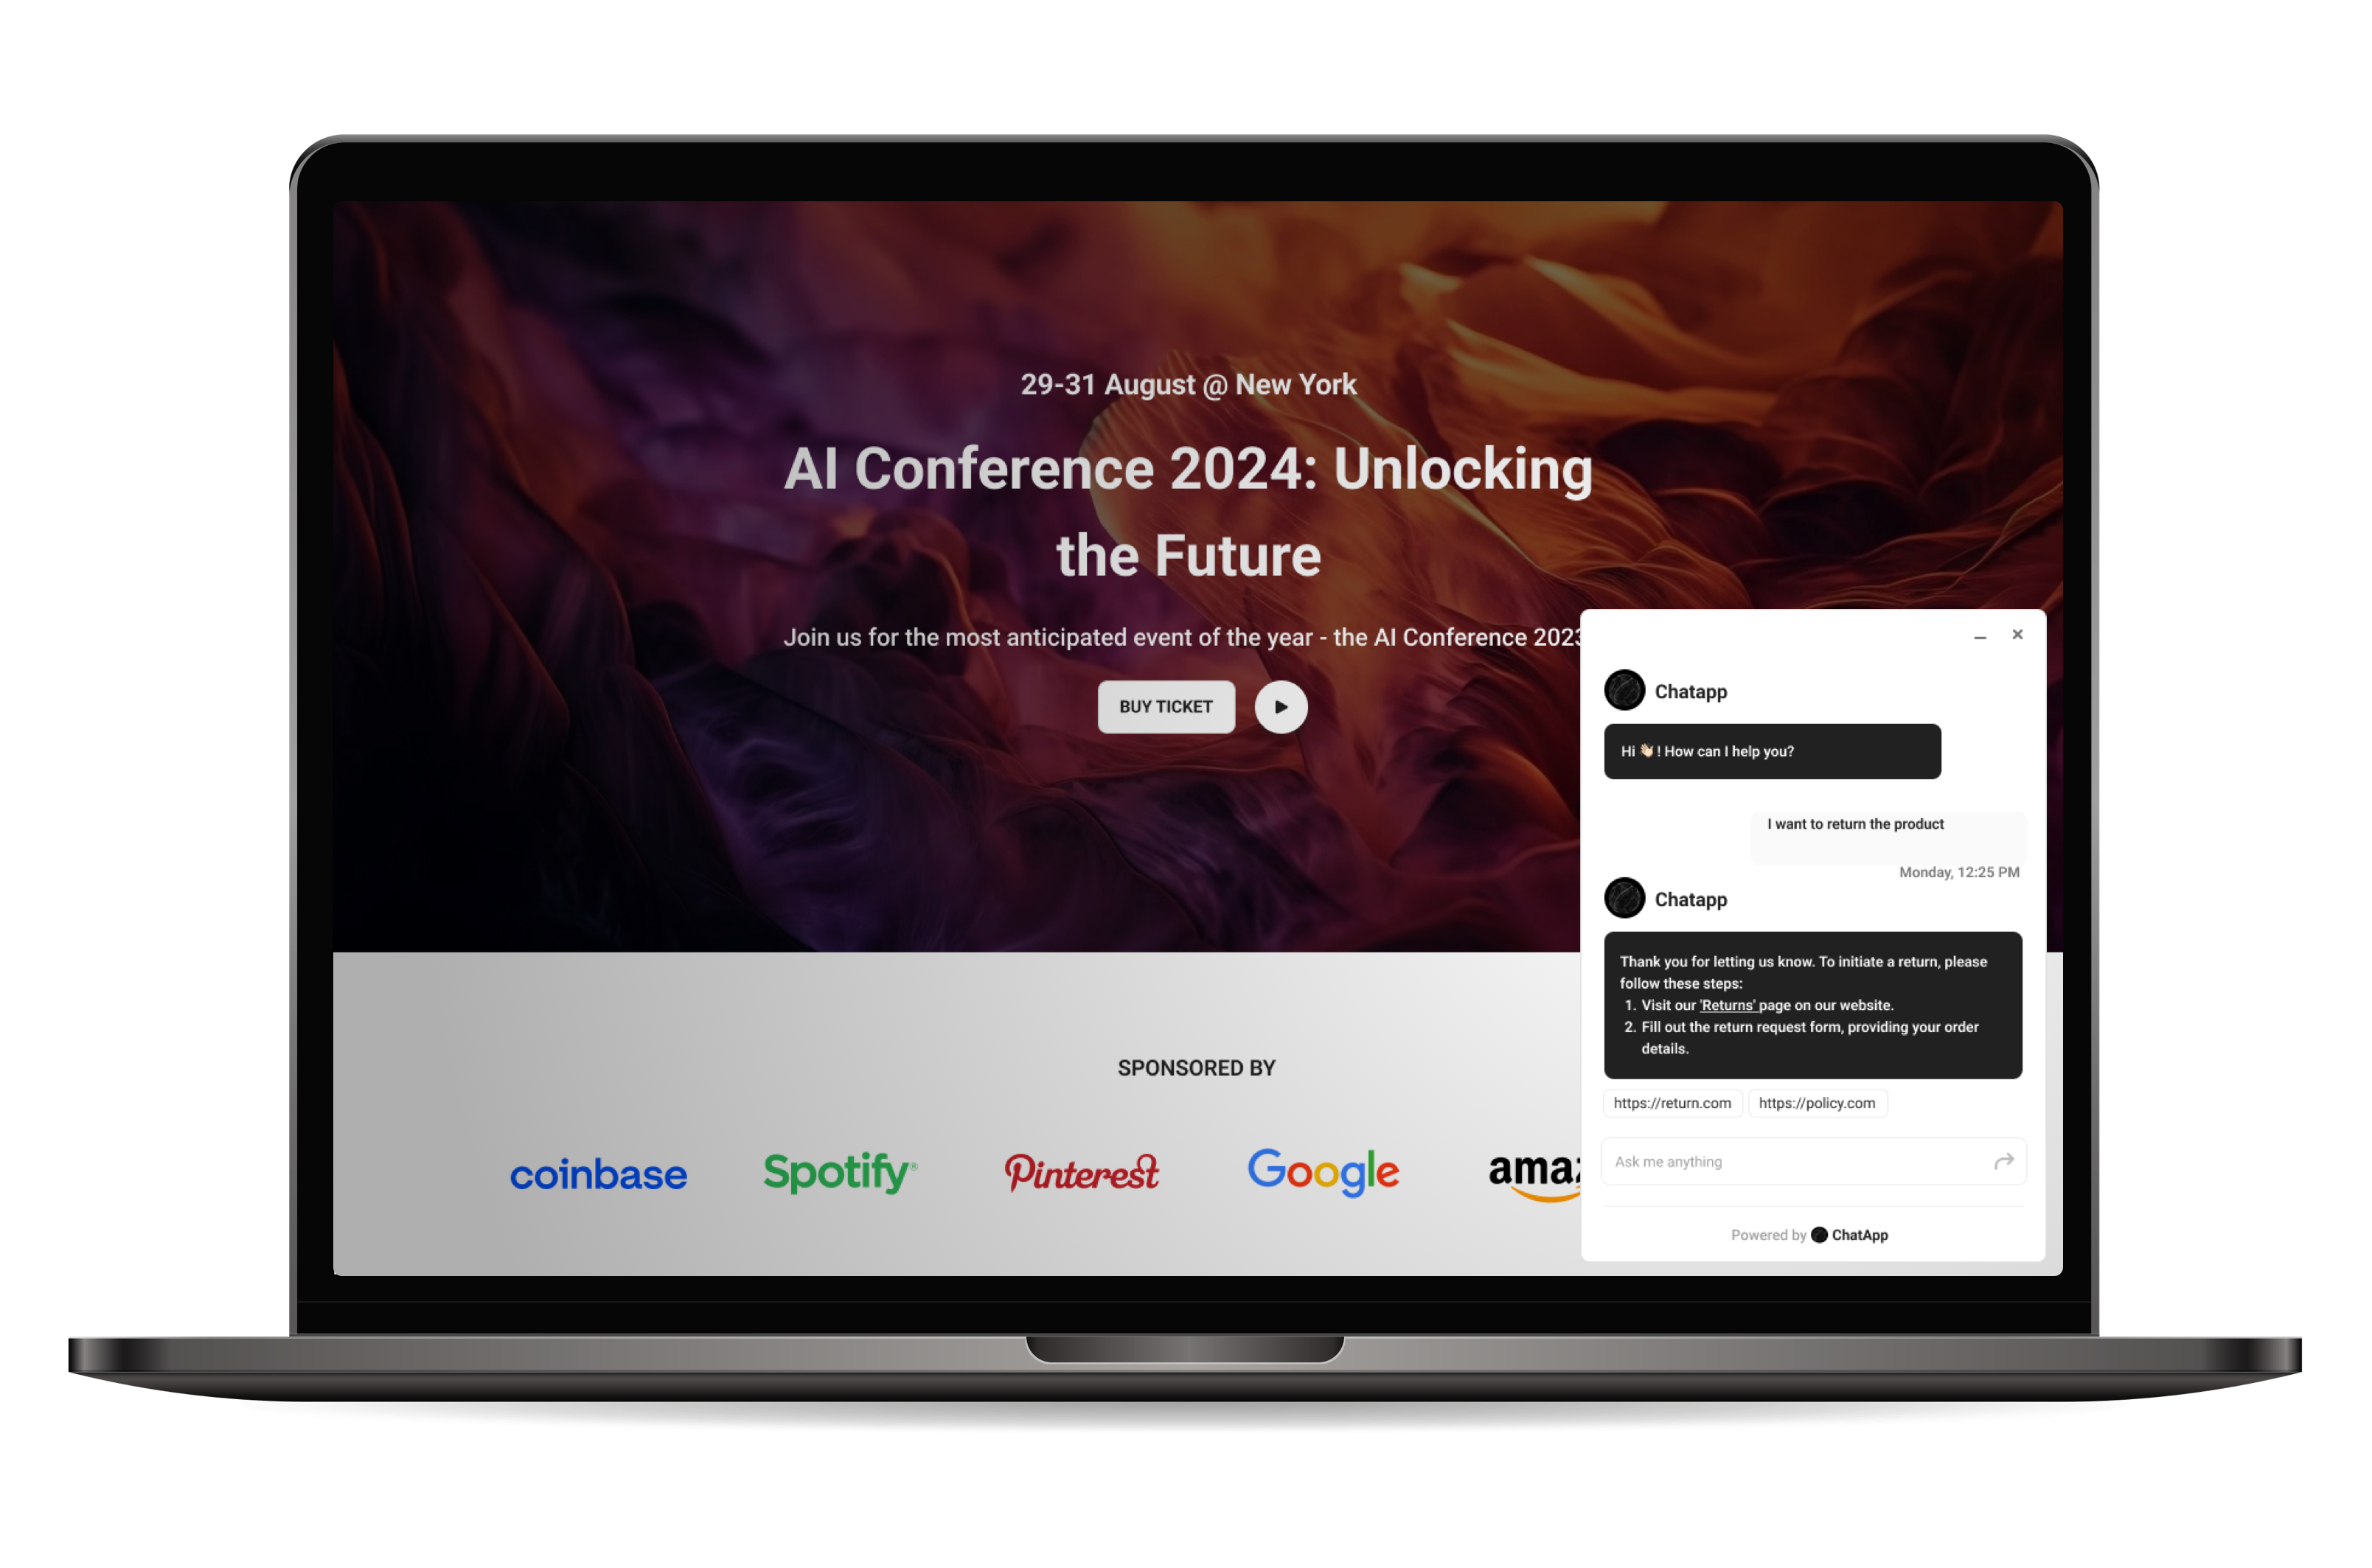 29-31 August @ New York
AI Conference 2024: Unlocking
the Future
Join us for the most anticipated event of the year - the AI Conference 2023
BUY TICKET
SPONSORED BY
coinbase
Spotify®
Pinterest
Google
ama
Chatapp
Hi 👋🏻! How can I help you?
I want to return the product
Monday, 12:25 PM
Chatapp
Thank you for letting us know. To initiate a return, please
follow these steps:
1. Visit our 'Returns' page on our website.
2. Fill out the return request form, providing your order
details.
https://return.com
https://policy.com
Ask me anything
Powered by ChatApp